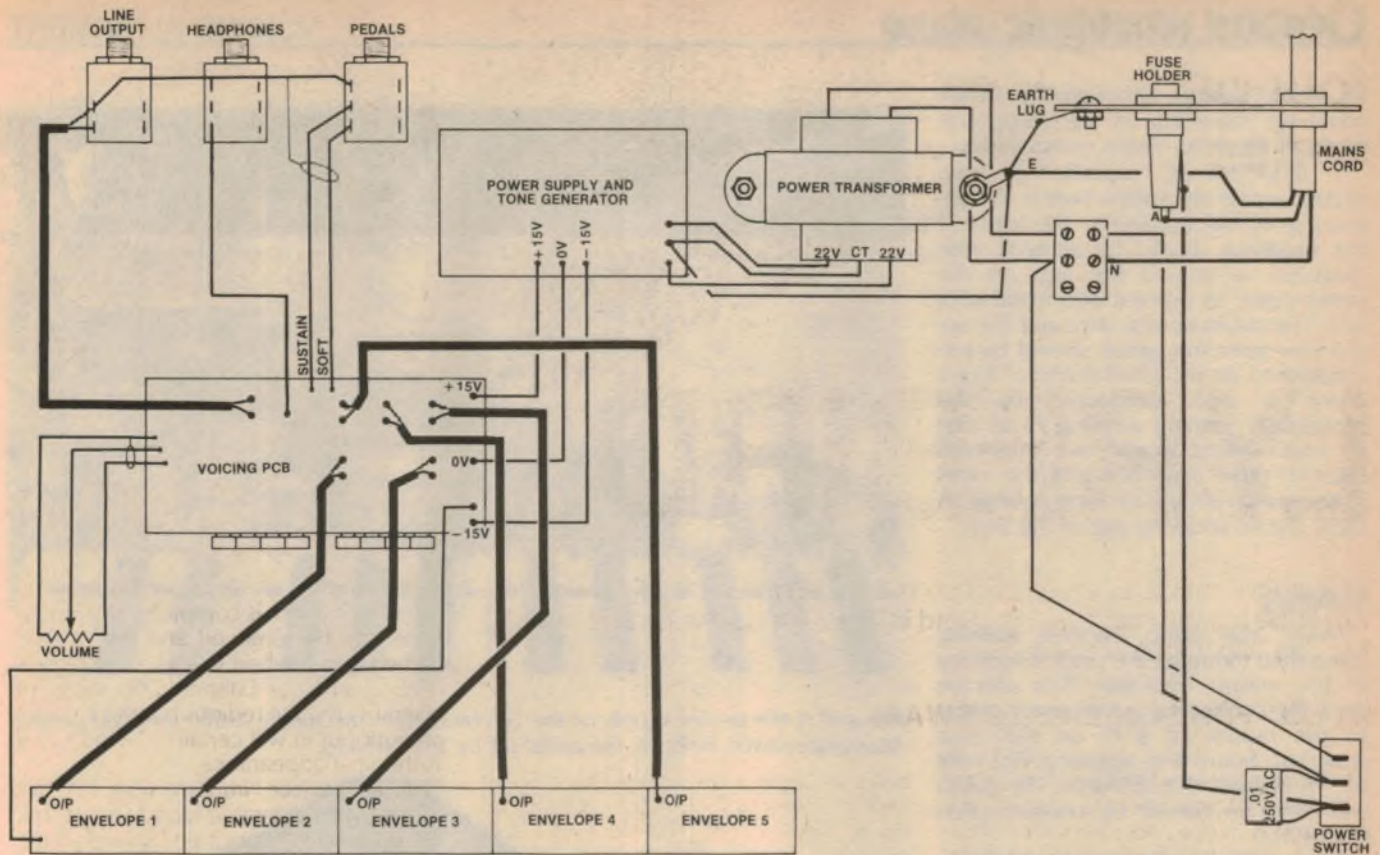 LINE
OUTPUT
HEADPHONES
PEDALS
FUSE
HOLDER
EARTH
LUG
MAINS
CORD
E
A
N
POWER SUPPLY AND
TONE GENERATOR
+15V
0V
-15V
POWER TRANSFORMER
22V CT 22V
SUSTAIN
SOFT
+15V
VOICING PCB
0V
-15V
VOLUME
O/P
ENVELOPE 1
O/P
ENVELOPE 2
O/P
ENVELOPE 3
O/P
ENVELOPE 4
O/P
ENVELOPE 5
.01
250VAC
POWER
SWITCH